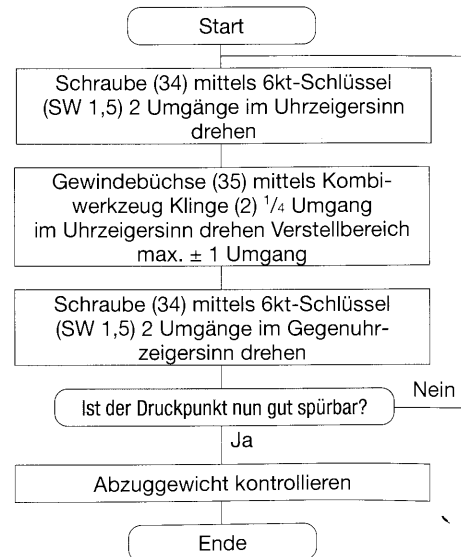 Start
Schraube (34) mittels 6kt-Schlüssel
(SW 1,5) 2 Umgänge im Uhrzeigersinn
drehen
Gewindebüchse (35) mittels Kombi-
werkzeug Klinge (2) 1/4 Umgang
im Uhrzeigersinn drehen Verstellbereich
max. ± 1 Umgang
Schraube (34) mittels 6kt-Schlüssel
(SW 1,5) 2 Umgänge im Gegenuhr-
zeigersinn drehen
Ist der Druckpunkt nun gut spürbar?
Nein
Ja
Abzuggewicht kontrollieren
Ende